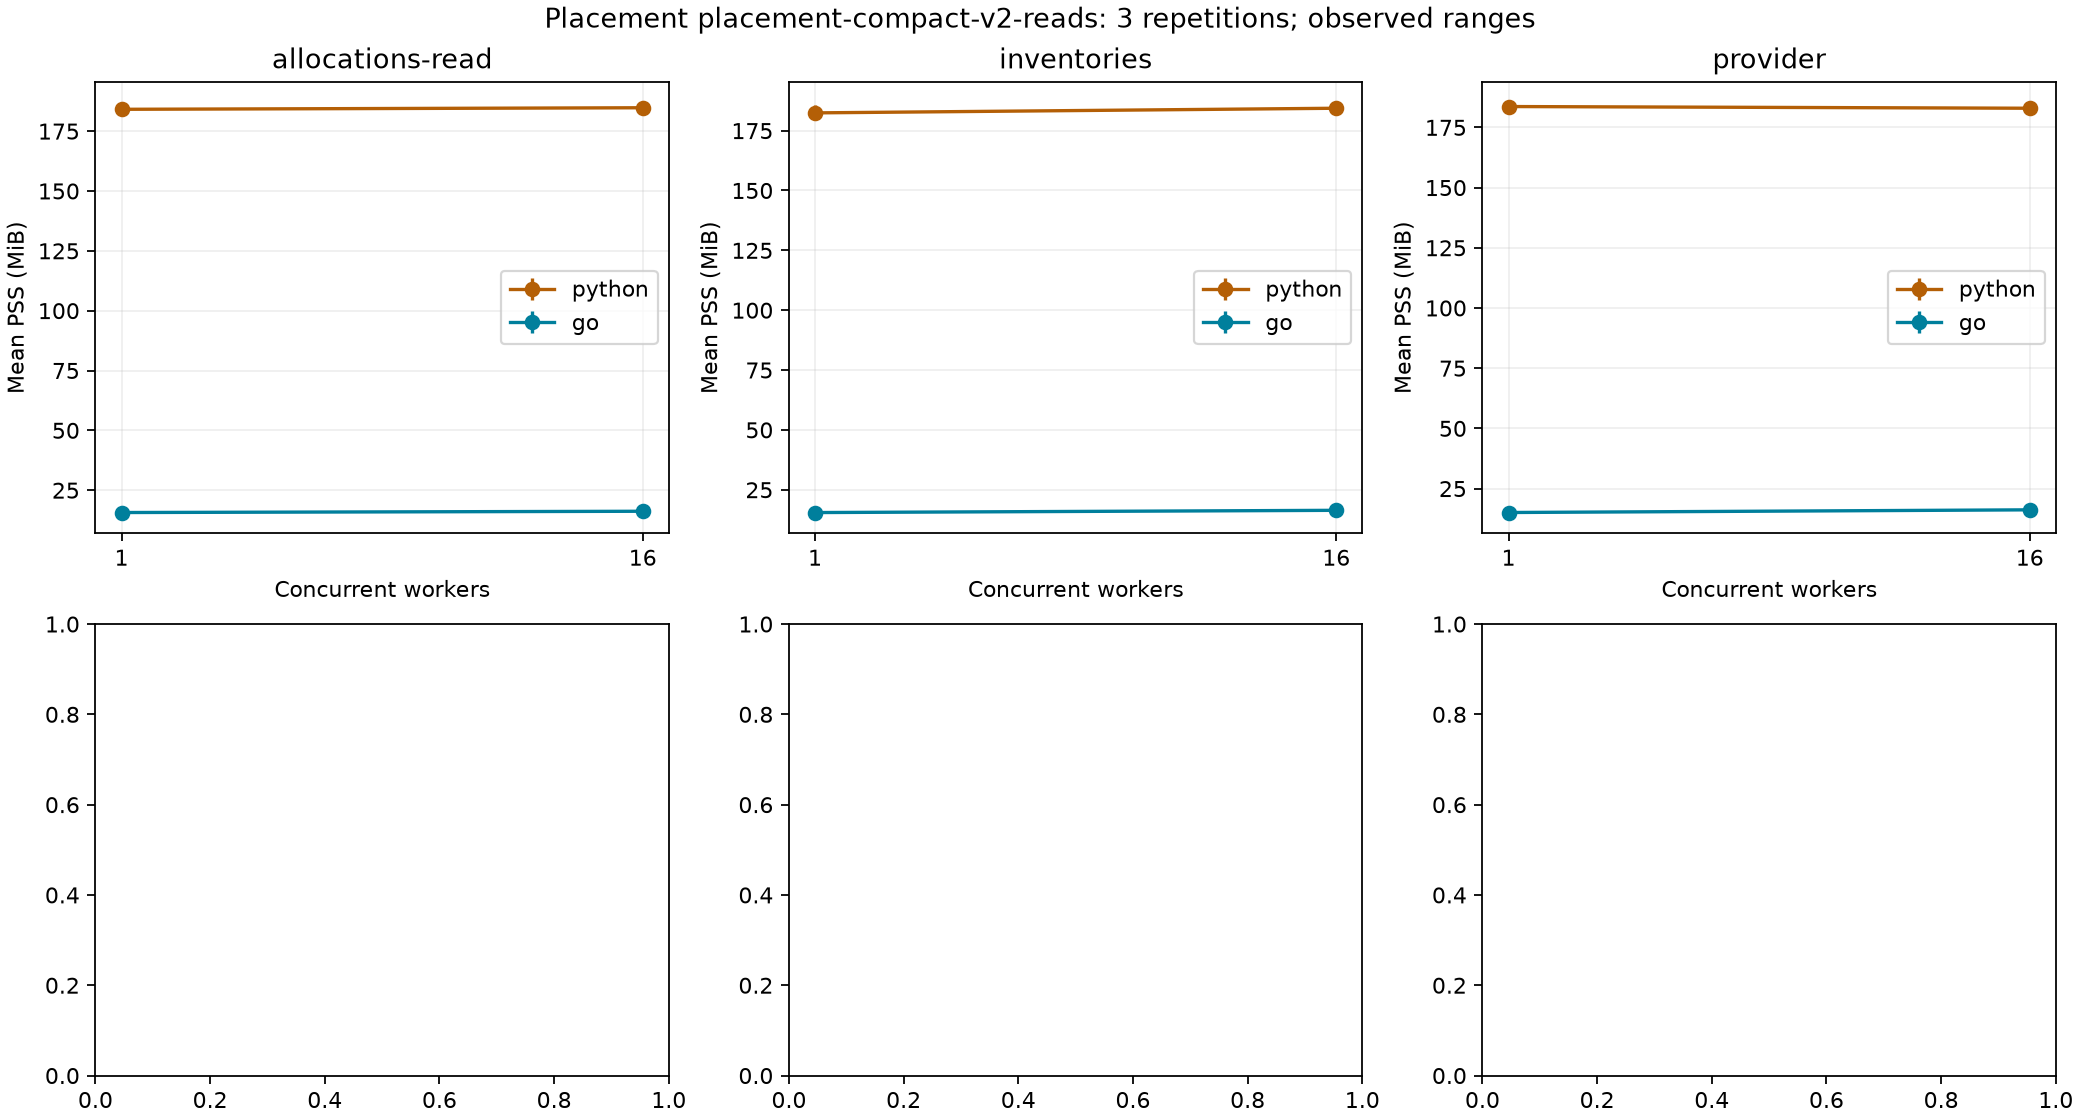 Placement placement-compact-v2-reads: 3 repetitions; observed ranges
allocations-read
Mean PSS (MiB)
175
150
125
100
75
50
25
python
go
1
16
Concurrent workers
inventories
Mean PSS (MiB)
175
150
125
100
75
50
25
python
go
1
16
Concurrent workers
provider
Mean PSS (MiB)
175
150
125
100
75
50
25
python
go
1
16
Concurrent workers
1.0
0.8
0.6
0.4
0.2
0.0
0.0 0.2 0.4 0.6 0.8 1.0
1.0
0.8
0.6
0.4
0.2
0.0
0.0 0.2 0.4 0.6 0.8 1.0
1.0
0.8
0.6
0.4
0.2
0.0
0.0 0.2 0.4 0.6 0.8 1.0